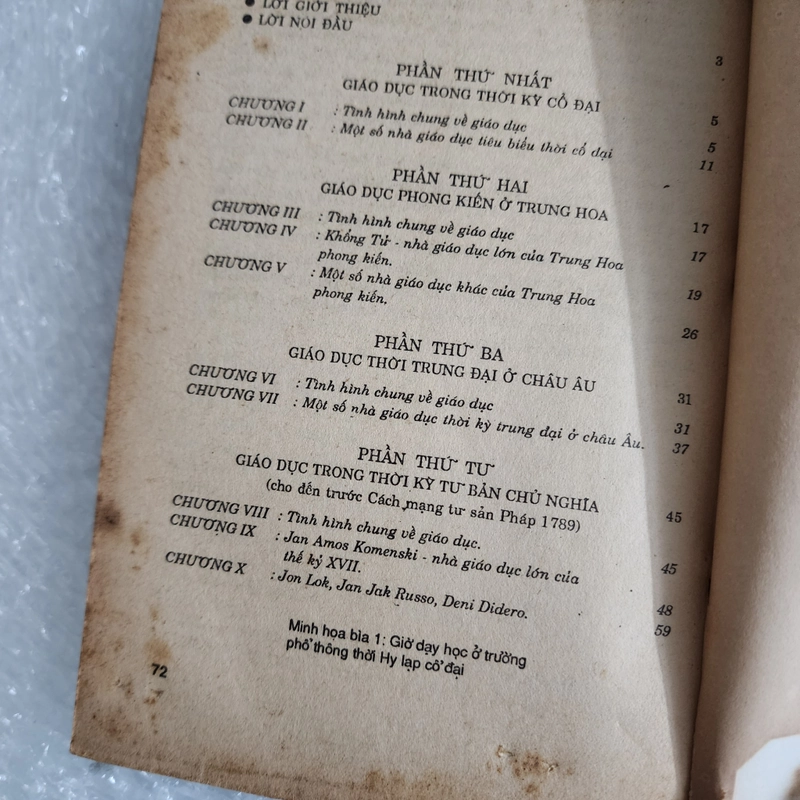 ● LỜI GIỚI THIỆU
● LỜI NÓI ĐẦU 3
PHẦN THỨ NHẤT
GIÁO DỤC TRONG THỜI KỲ CỔ ĐẠI 5
CHƯƠNG I : Tình hình chung về giáo dục 5
CHƯƠNG II : Một số nhà giáo dục tiêu biểu thời cổ đại 11
PHẦN THỨ HAI
GIÁO DỤC PHONG KIẾN Ở TRUNG HOA 17
CHƯƠNG III : Tình hình chung về giáo dục 17
CHƯƠNG IV : Khổng Tử - nhà giáo dục lớn của Trung Hoa
phong kiến. 19
CHƯƠNG V : Một số nhà giáo dục khác của Trung Hoa
phong kiến. 26
PHẦN THỨ BA
GIÁO DỤC THỜI TRUNG ĐẠI Ở CHÂU ÂU 31
CHƯƠNG VI : Tình hình chung về giáo dục 31
CHƯƠNG VII : Một số nhà giáo dục thời kỳ trung đại ở châu Âu. 37
PHẦN THỨ TƯ
GIÁO DỤC TRONG THỜI KỲ TƯ BẢN CHỦ NGHĨA
(cho đến trước Cách mạng tư sản Pháp 1789) 45
CHƯƠNG VIII : Tình hình chung về giáo dục. 45
CHƯƠNG IX : Jan Amos Komenski - nhà giáo dục lớn của
thế kỷ XVII. 48
CHƯƠNG X : Jon Lok, Jan Jak Russo, Deni Didero. 59
Minh họa bìa 1: Giờ dạy học ở trường
phổ thông thời Hy lạp cổ đại
72